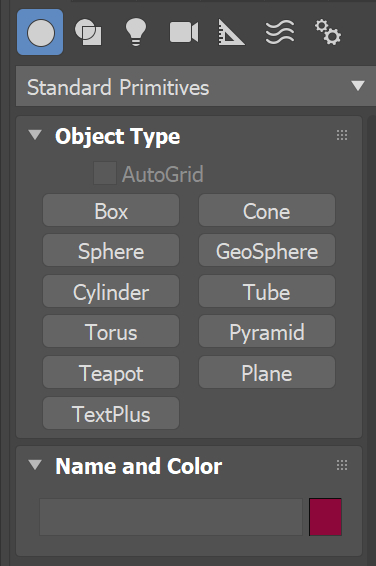 Standard Primitives
Object Type
AutoGrid
Box Cone
Sphere GeoSphere
Cylinder Tube
Torus Pyramid
Teapot Plane
TextPlus
Name and Color